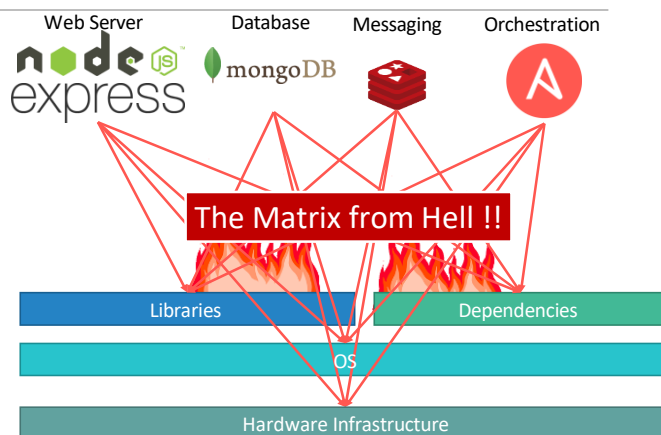 Web Server
Database
Messaging
Orchestration
node JS
express
mongoDB
A
The Matrix from Hell !!
Libraries
Dependencies
OS
Hardware Infrastructure